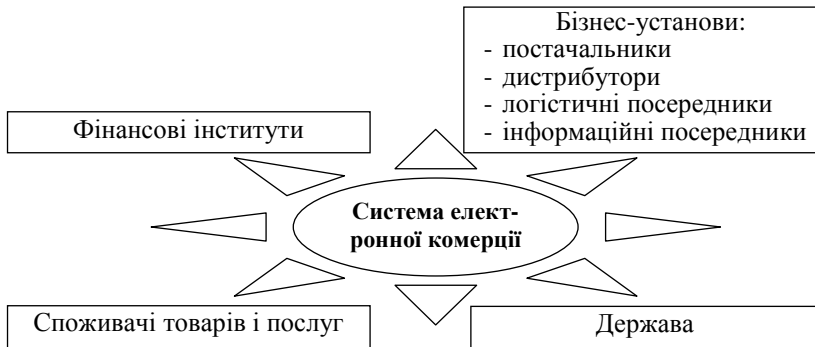 Бізнес-установи:
- постачальники
- дистрибутори
- логістичні посередники
- інформаційні посередники
Фінансові інститути
Система елект-
ронної комерції
Споживачі товарів і послуг
Держава